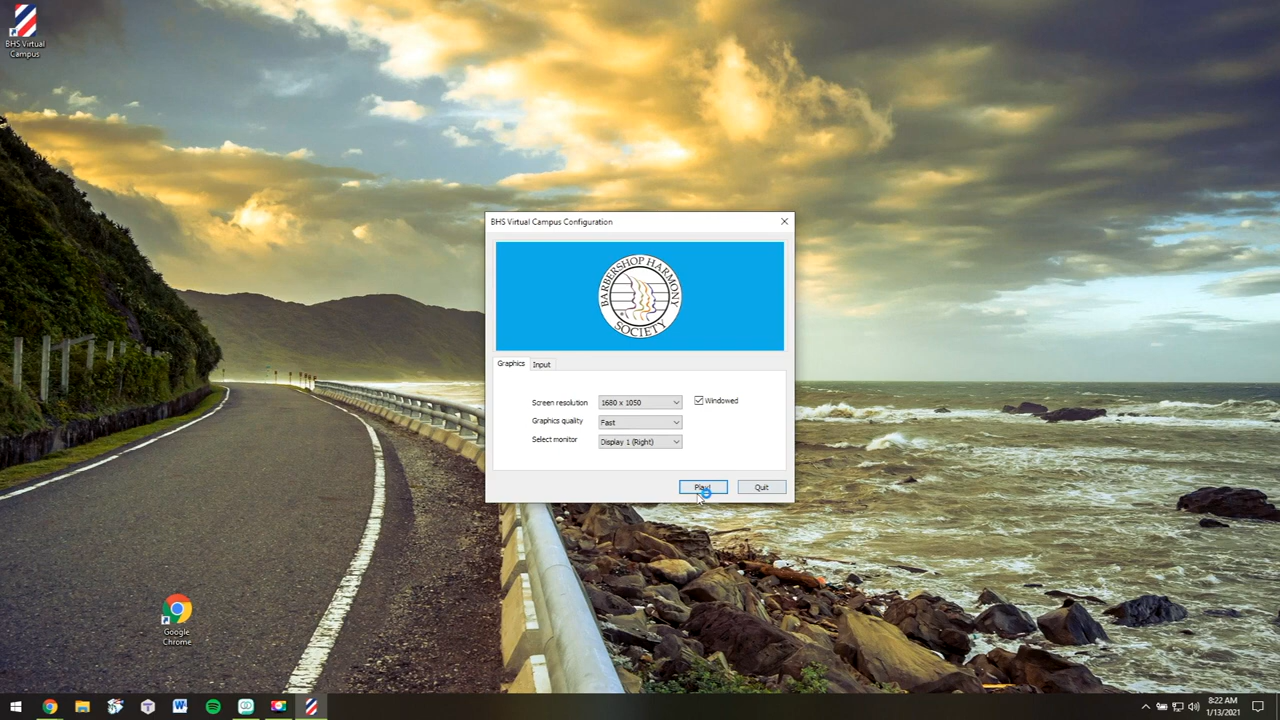 BHS Virtual
Campus
BHS Virtual Campus Configuration
BARBERSHOP HARMONY
SOCIETY
Graphics
Input
Screen resolution
1680 x 1050
Windowed
Graphics quality
Fast
Select monitor
Display 1 (Right)
Play!
Quit
Google
Chrome
8:22 AM
1/13/2021